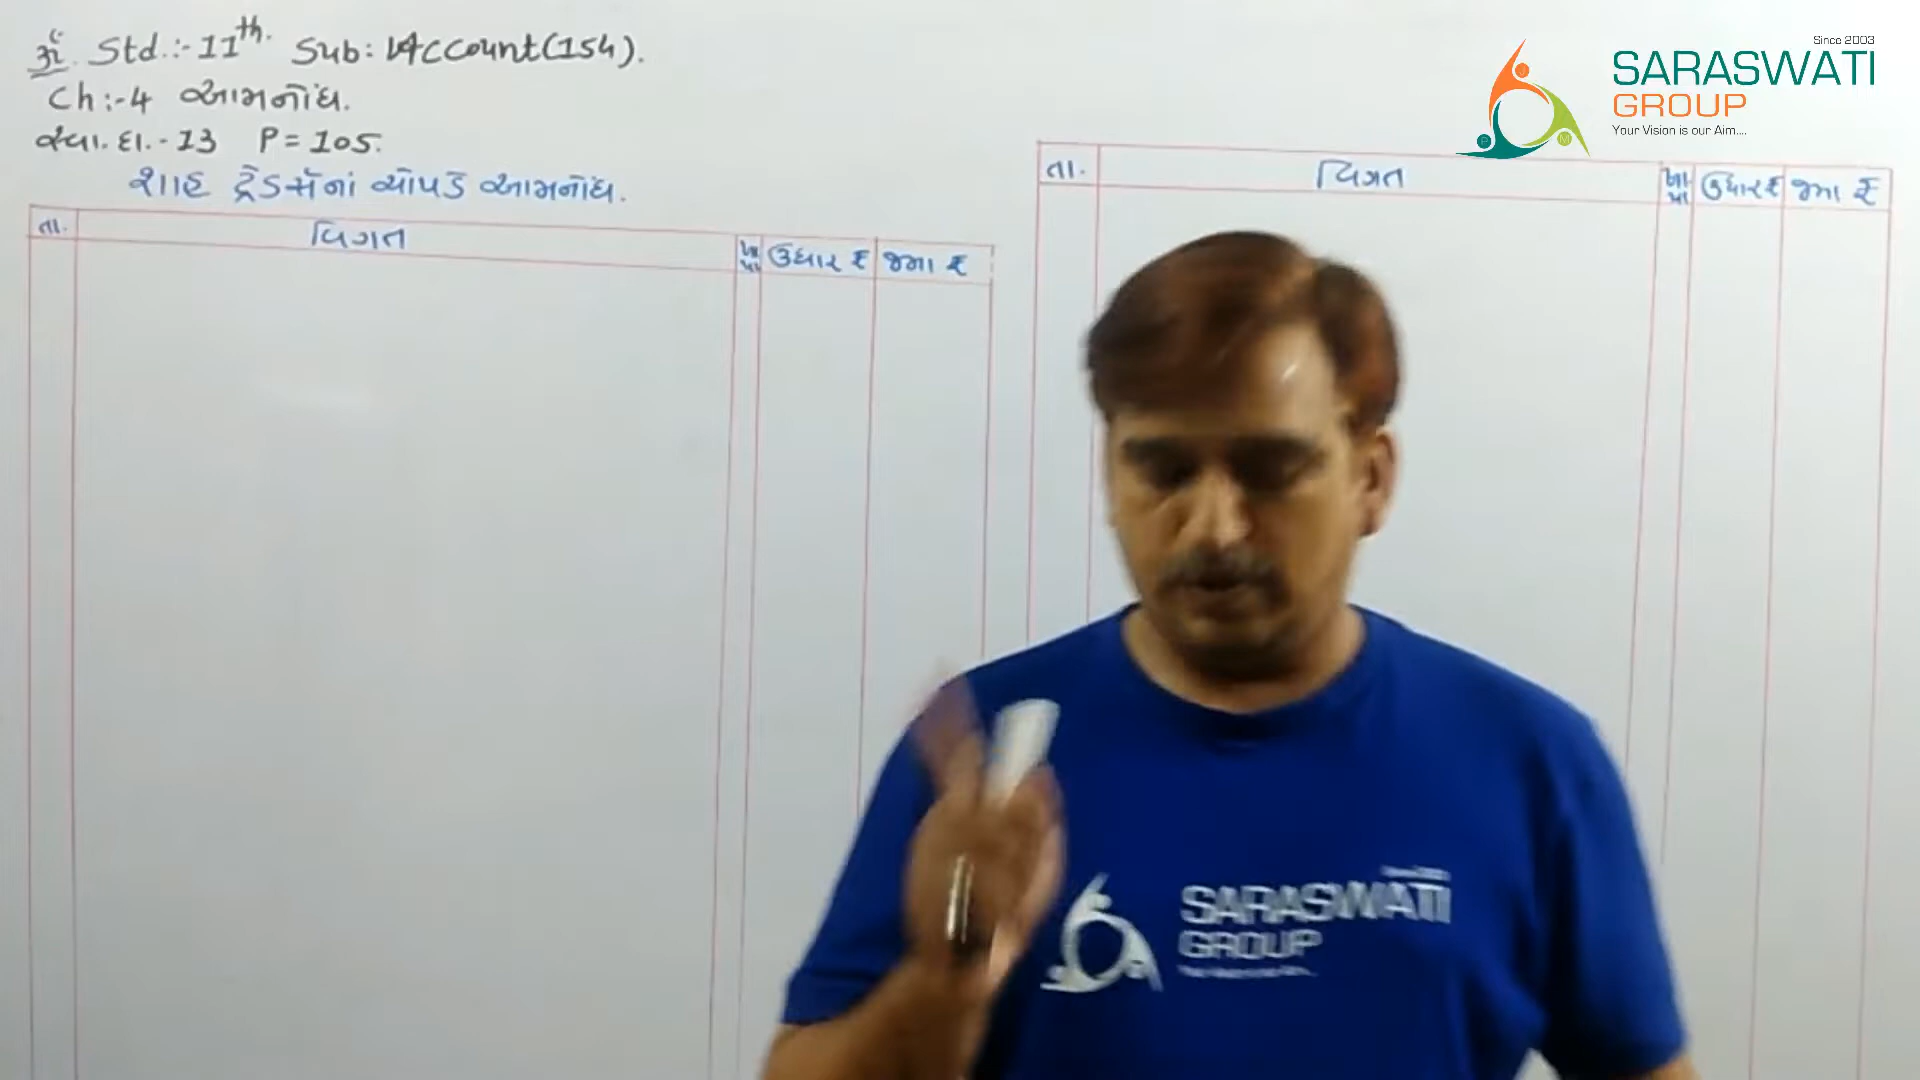 ૐ. Std.:-11th. Sub: Account(154).
Ch:-4 આમનોંધ.
સ્વા.દા.-13 P=105.
શાહ ટ્રેડર્સનાં ચોપડે આમનોંધ.
તા. વિગત ખા પા ઉધાર ₹ જમા ₹
તા. વિગત ખા પા ઉધાર ₹ જમા ₹
Since 2003
SARASWATI
GROUP
Your Vision is our Aim....
SARASWATI
GROUP